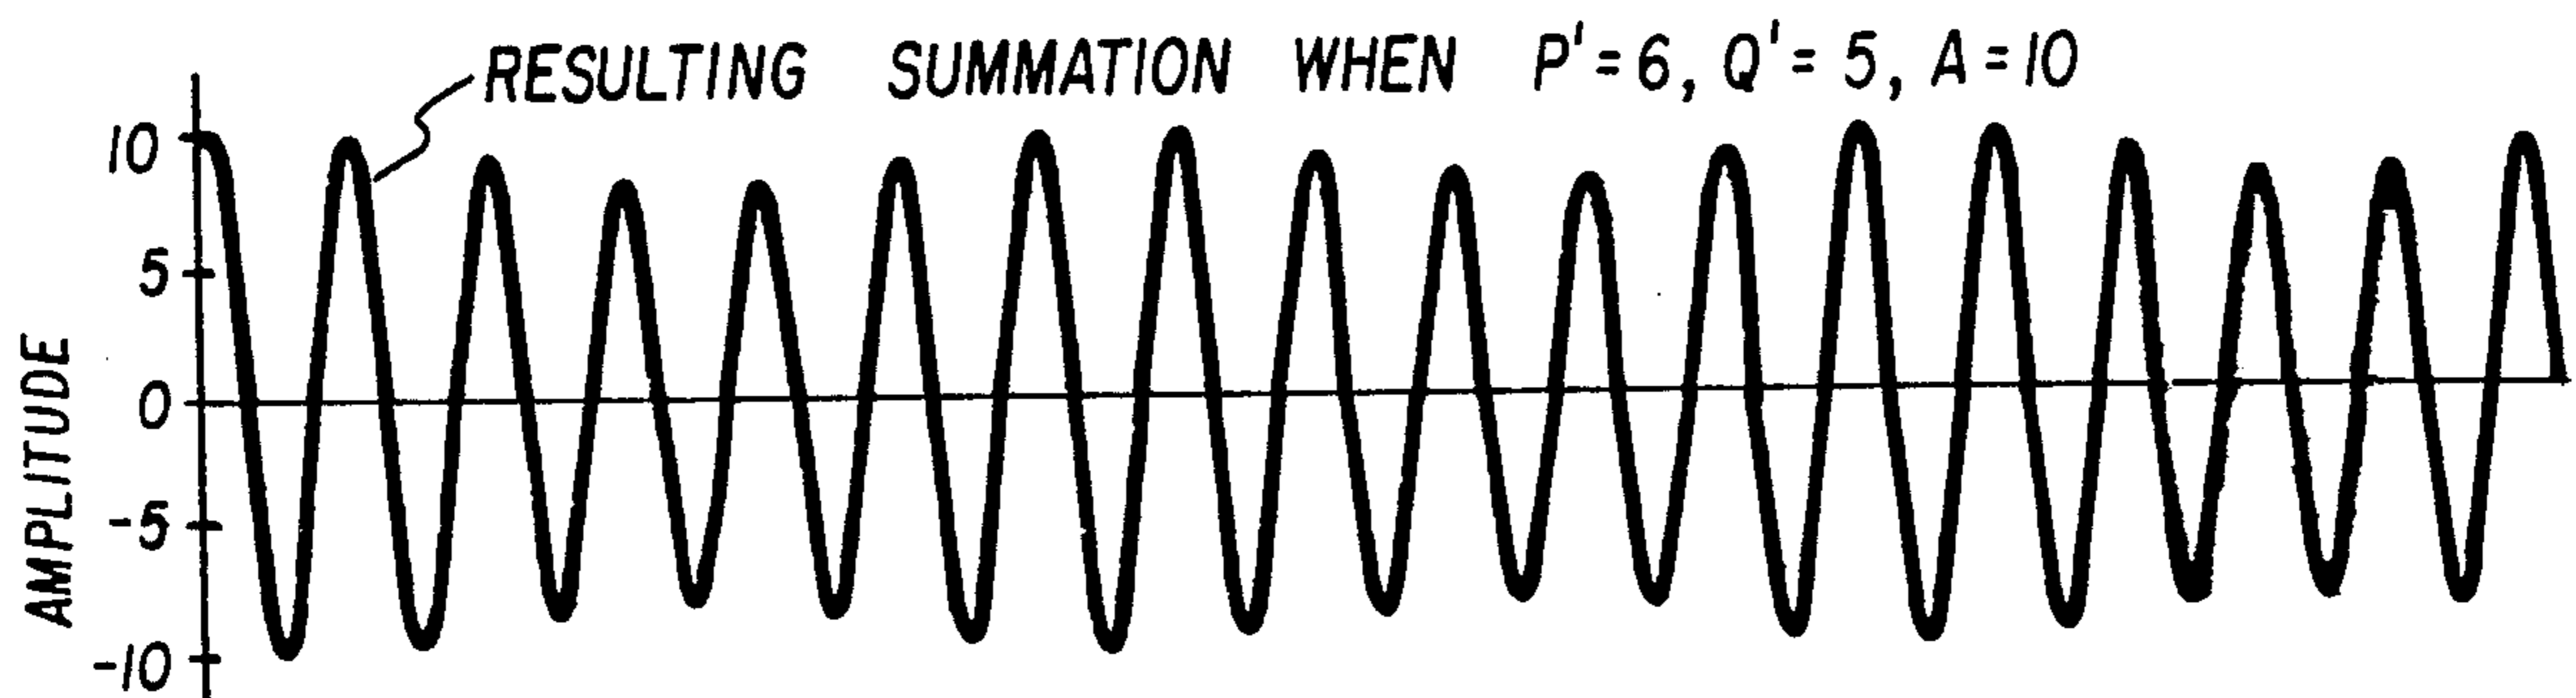 RESULTING SUMMATION WHEN P'=6, Q'=5, A=10
10
5
0
-5
-10
AMPLITUDE